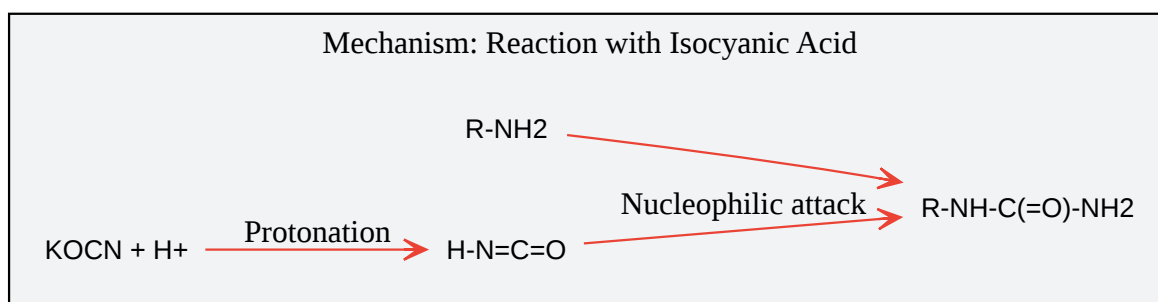 Mechanism: Reaction with Isocyanic Acid
R-NH2
Nucleophilic attack
R-NH-C(=O)-NH2
KOCN + H+
Protonation
H-N=C=O